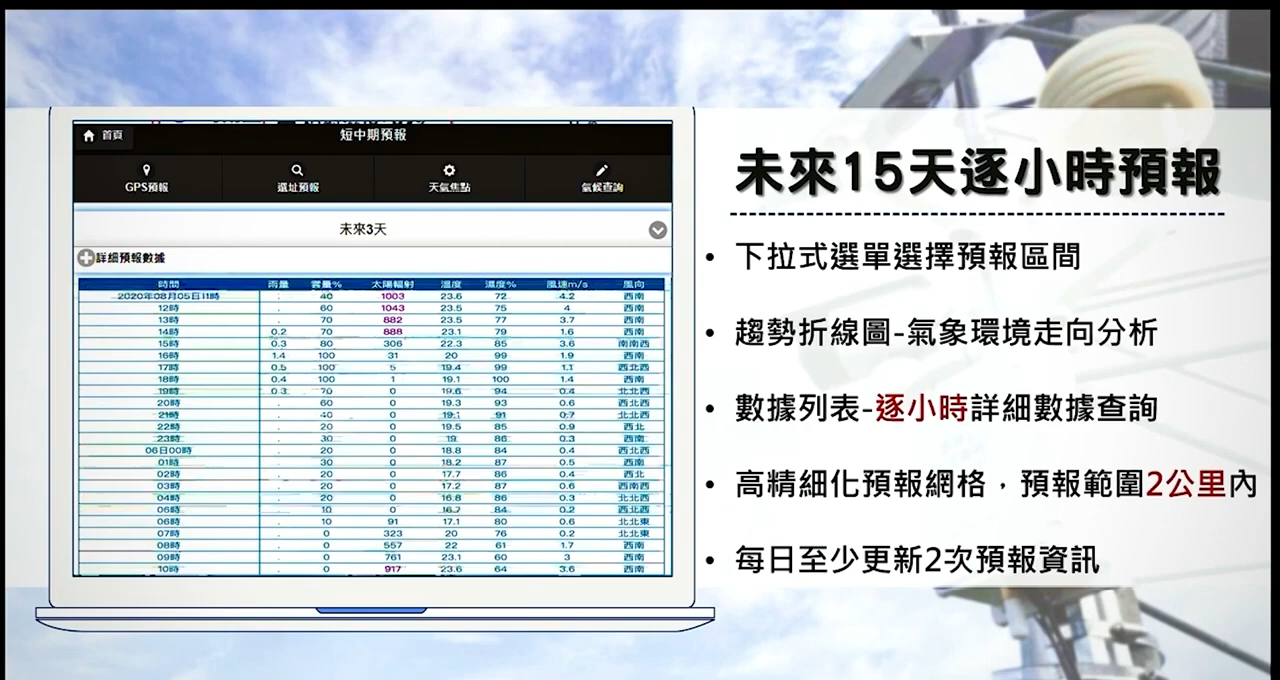 首頁
短中期預報
GPS預報
選址預報
天氣焦點
氣候查詢
未來3天
詳細預報數據
時間 雨量 雲量% 太陽輻射 溫度 濕度% 風速m/s 風向
2020年08月05日11時 . 40 1003 23.6 72 4.2 西南
12時 . 60 1043 23.5 75 4 西南
13時 . 70 882 23.5 77 3.7 西南
14時 0.2 70 888 23.1 79 1.6 西南
15時 0.3 80 306 22.3 85 3.6 南南西
16時 1.4 100 31 20 99 1.9 西南
17時 0.5 100 5 19.4 99 1.1 西北西
18時 0.4 100 1 19.1 100 1.4 西南
19時 0.3 70 0 19.6 94 0.4 北北西
20時 . 60 0 19.3 93 0.6 西北西
21時 . 40 0 19.1 91 0.7 北北西
22時 . 20 0 19.5 85 0.9 西北
23時 . 30 0 19 86 0.3 西南
06日00時 . 20 0 18.8 84 0.4 西北西
01時 . 30 0 18.2 87 0.5 西南
02時 . 20 0 17.7 86 0.4 西北
03時 . 20 0 17.2 87 0.6 西南西
04時 . 20 0 16.8 86 0.3 北北西
. 10 0 16.7 84 0.2 西北西
06時 . 10 91 17.1 80 0.6 北北東
07時 . 0 323 20 76 0.2 北北東
08時 . 0 557 22 61 1.7 西南
09時 . 0 761 23.1 60 3 西南
10時 . 0 917 23.6 64 3.6 西南
未來15天逐小時預報
• 下拉式選單選擇預報區間
• 趨勢折線圖-氣象環境走向分析
• 數據列表-逐小時詳細數據查詢
• 高精細化預報網格，預報範圍2公里內
• 每日至少更新2次預報資訊